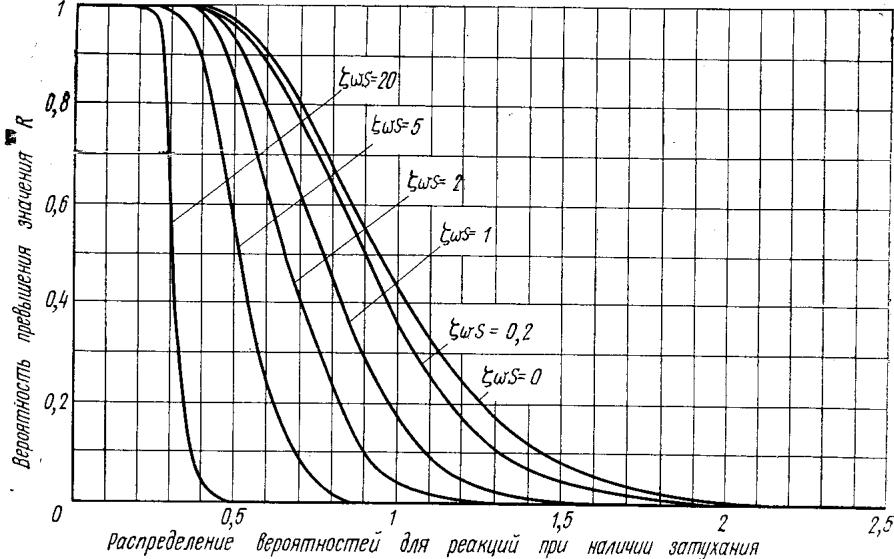 1
0,8
0,6
0,4
0,2
0
0,5
1
1,5
2
2,5
Вероятность превышения значения R
ζωS=20
ζωS=5
ζωS=2
ζωS=1
ζωS = 0,2
ζωS=0
Распределение вероятностей для реакций при наличии затухания